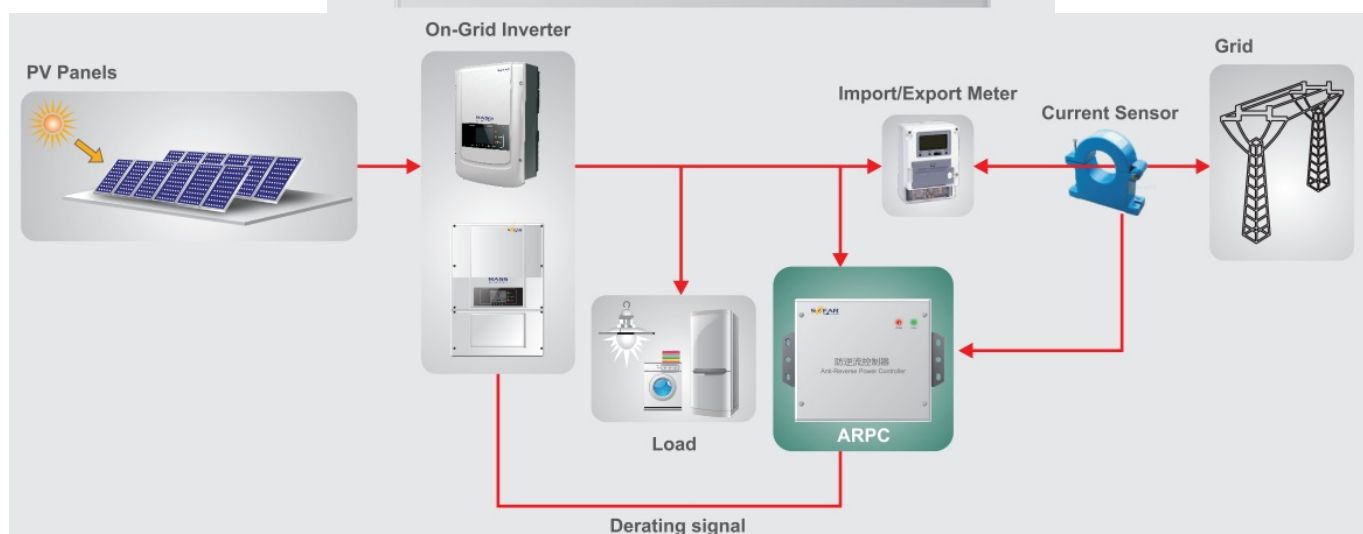 On-Grid Inverter
Grid
PV Panels
Import/Export Meter
Current Sensor
SOFAR
防逆流控制器
Anti-Reverse Power Controller
ARPC
Load
Derating signal